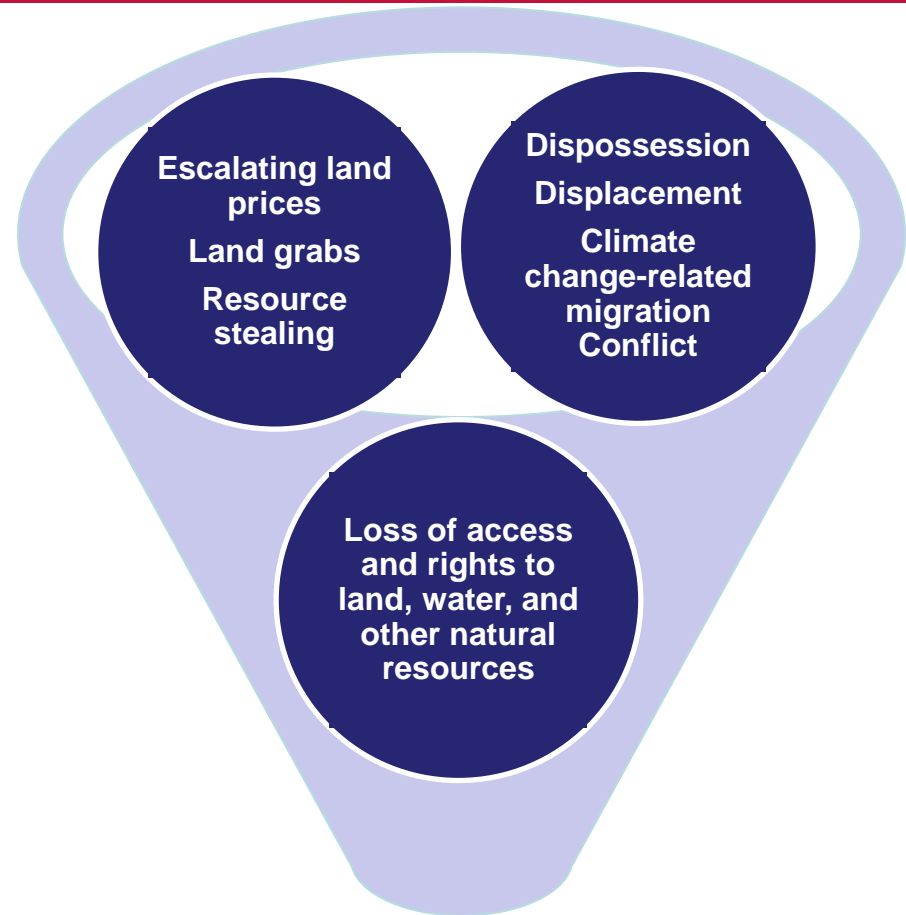 Escalating land
prices
Land grabs
Resource
stealing
Dispossession
Displacement
Climate
change-related
migration
Conflict
Loss of access
and rights to
land, water, and
other natural
resources